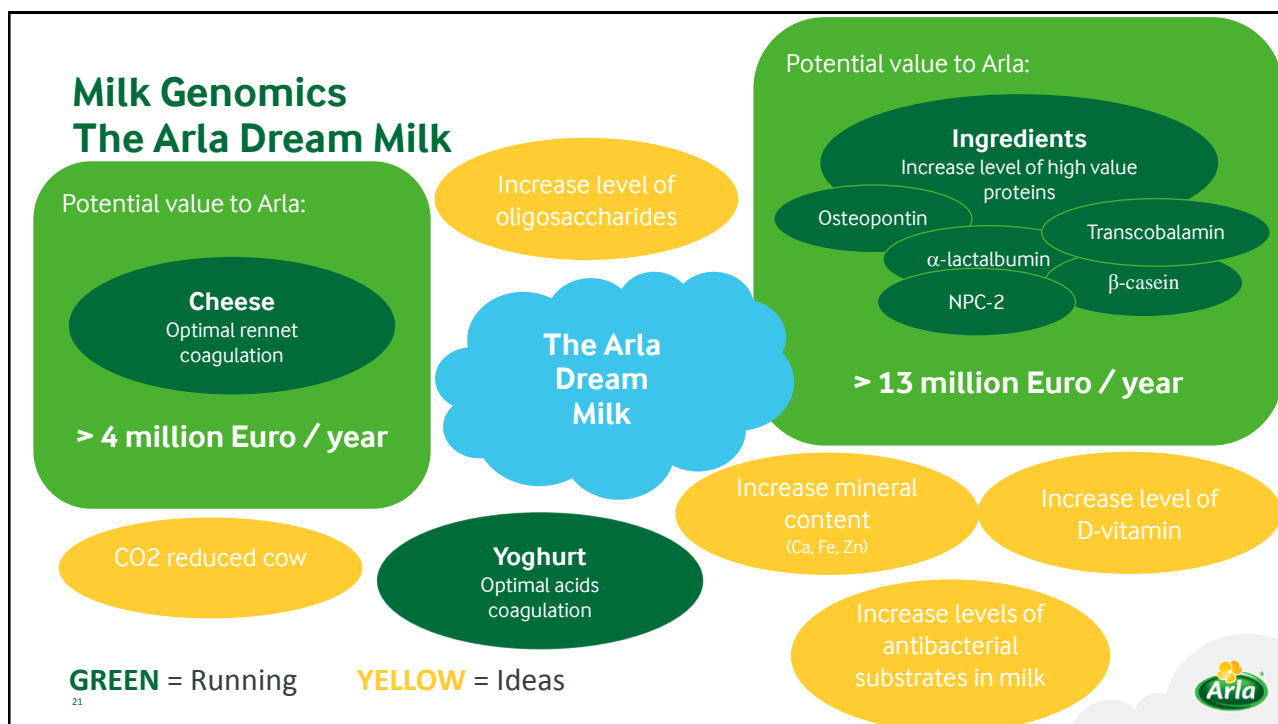 Milk Genomics
The Arla Dream Milk
Potential value to Arla:
Cheese
Optimal rennet
coagulation
> 4 million Euro / year
Increase level of
oligosaccharides
Potential value to Arla:
Ingredients
Increase level of high value
proteins
Osteopontin
Transcobalamin
α-lactalbumin
β-casein
NPC-2
> 13 million Euro / year
The Arla
Dream
Milk
CO2 reduced cow
Yoghurt
Optimal acids
coagulation
Increase mineral
content
(Ca, Fe, Zn)
Increase level of
D-vitamin
Increase levels of
antibacterial
substrates in milk
GREEN = Running YELLOW = Ideas
21
Arla